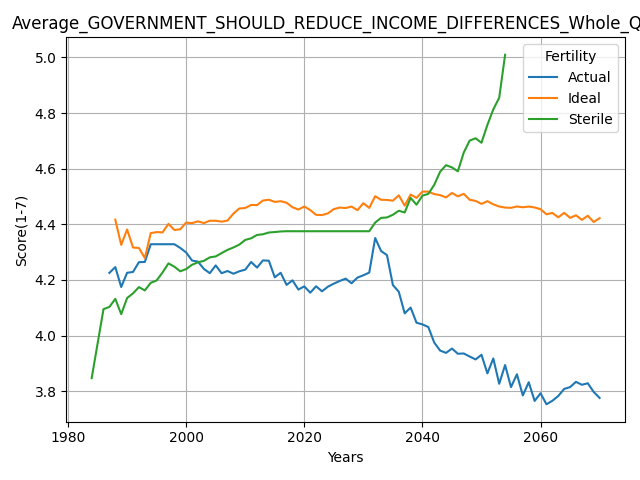 Average_GOVERNMENT_SHOULD_REDUCE_INCOME_DIFFERENCES_Whole_Q
Fertility
Actual
Ideal
Sterile
Score(1-7)
5.0
4.8
4.6
4.4
4.2
4.0
3.8
1980 2000 2020 2040 2060
Years